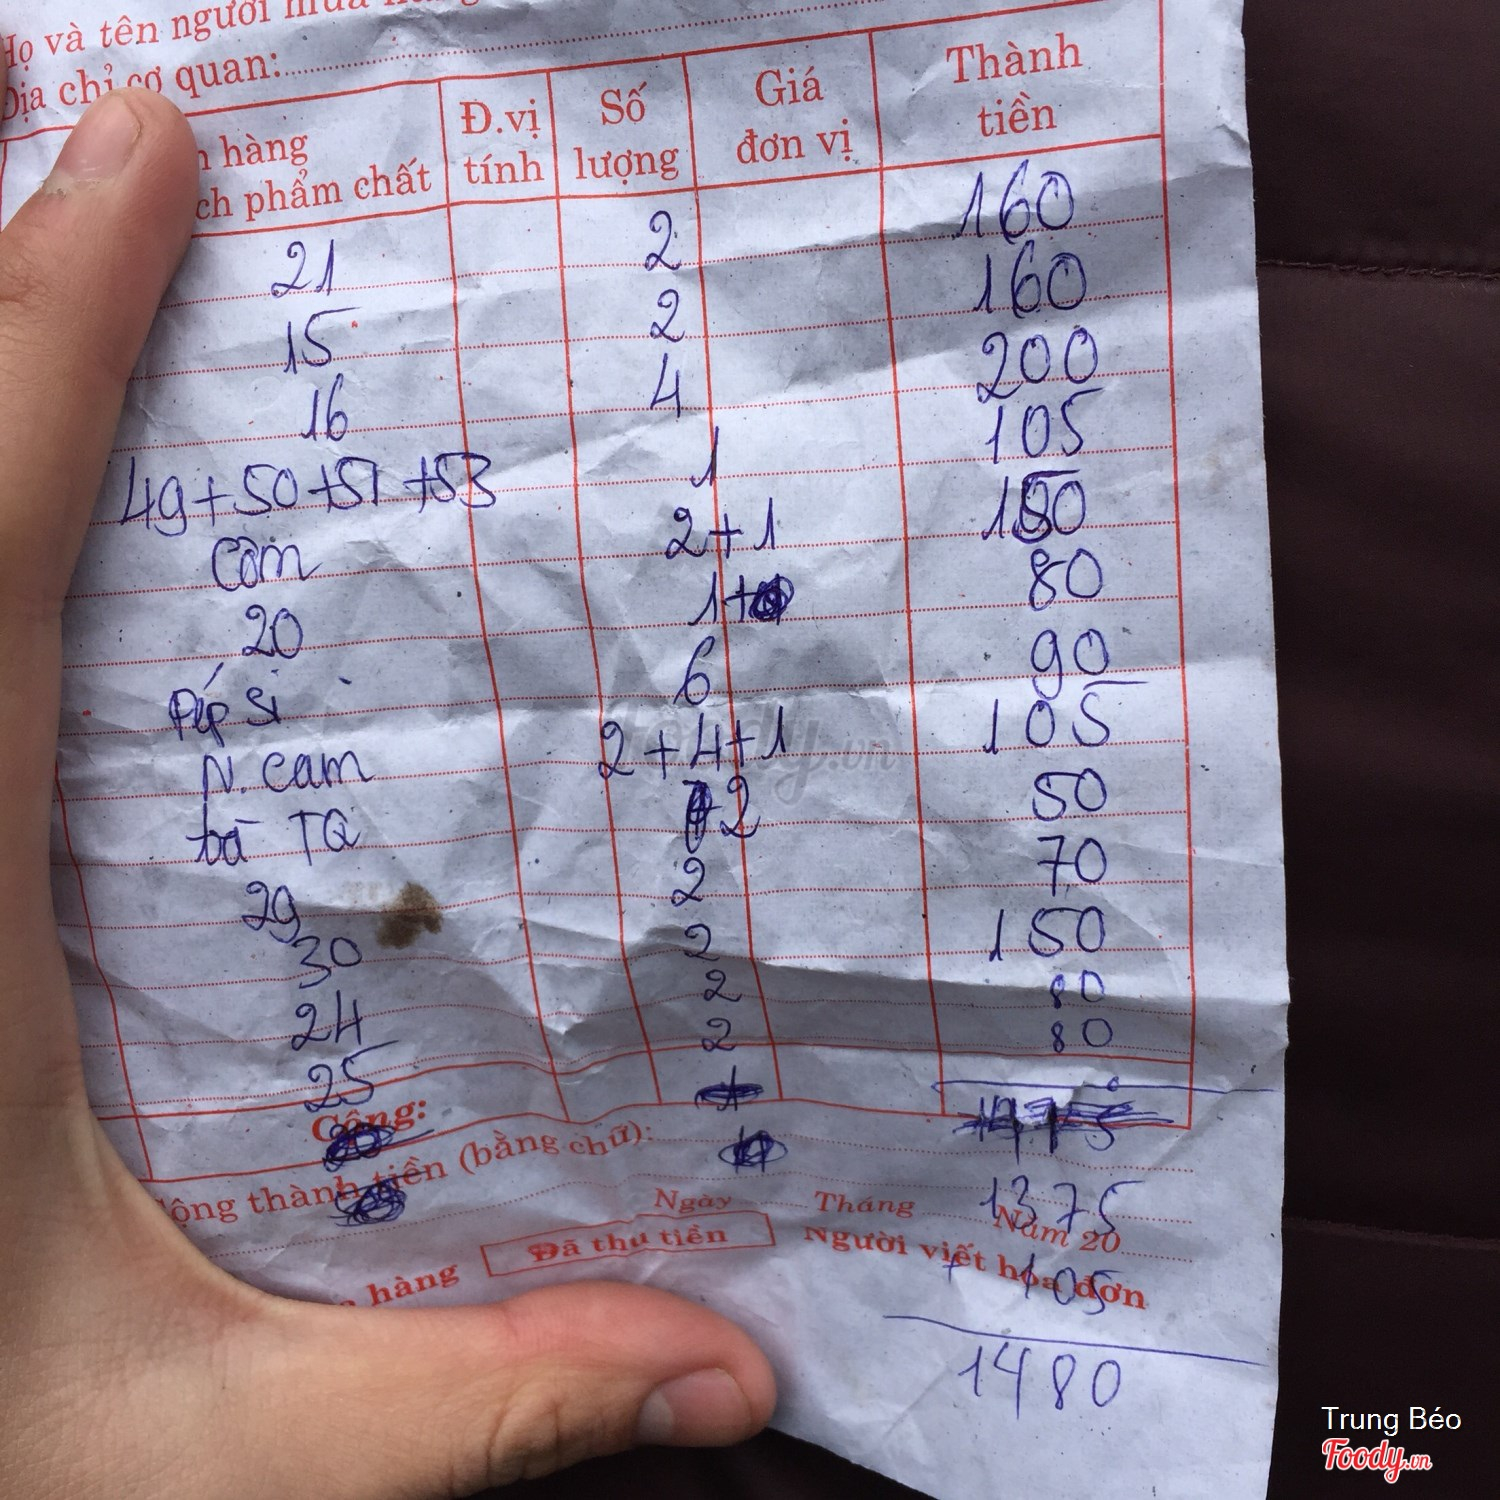 Họ và tên người mua hàng
Địa chỉ cơ quan:
hàng Đ.vị Số Giá Thành
ch phẩm chất tính lượng đơn vị tiền
21 2 160
15 2 160
16 4 200
49+50+51+53 1 105
Cơm 2+1 150
20 1+ 80
Pép si 6 90
N. Cam 2+4+1 105
trà TQ 2 50
29 2 70
30 2 150
24 2 80
25 2 80
Cộng:
Cộng thành tiền (bằng chữ):
1375
Ngày Tháng Năm 20
hàng Đã thu tiền Người viết hóa đơn
+ 105
1480
foody.vn
Trung Béo
Foody.vn